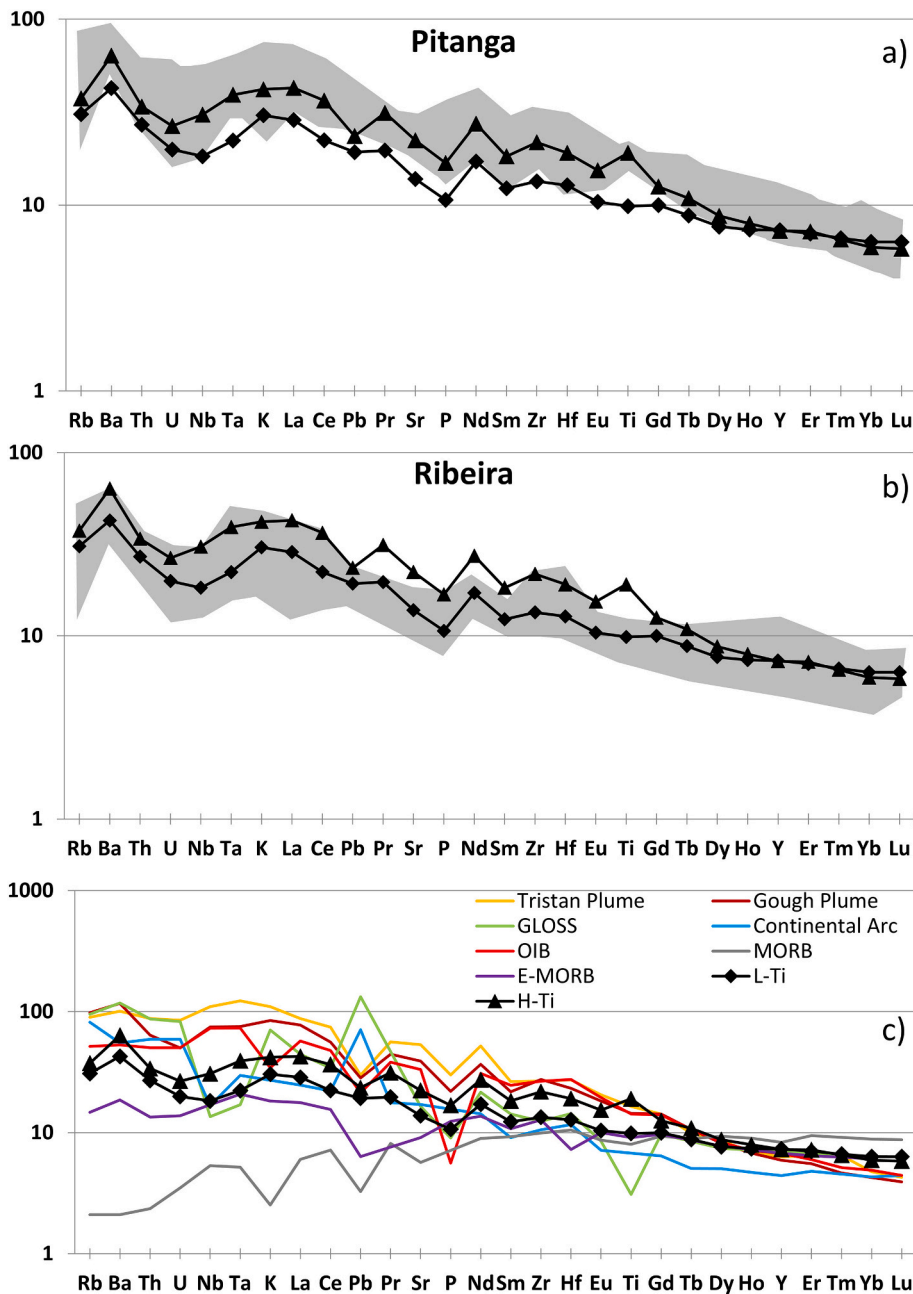 100
Pitanga
a)
10
1
Rb Ba Th U Nb Ta K La Ce Pb Pr Sr P Nd Sm Zr Hf Eu Ti Gd Tb Dy Ho Y Er Tm Yb Lu
100
Ribeira
b)
10
1
Rb Ba Th U Nb Ta K La Ce Pb Pr Sr P Nd Sm Zr Hf Eu Ti Gd Tb Dy Ho Y Er Tm Yb Lu
1000
Tristan Plume Gough Plume
GLOSS Continental Arc
OIB MORB
E-MORB L-Ti
H-Ti
100
c)
10
1
Rb Ba Th U Nb Ta K La Ce Pb Pr Sr P Nd Sm Zr Hf Eu Ti Gd Tb Dy Ho Y Er Tm Yb Lu